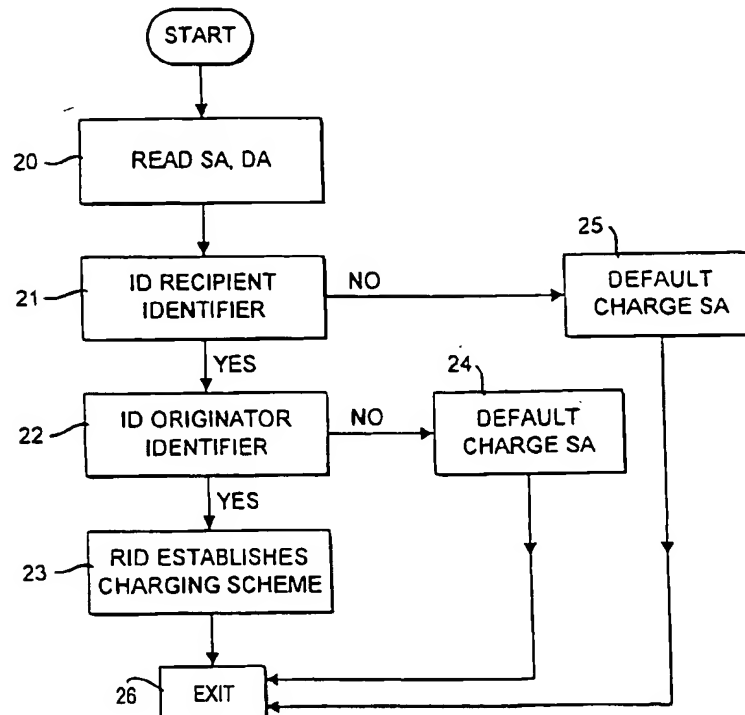 START
20
READ SA, DA
21
ID RECIPIENT
IDENTIFIER
NO
25
DEFAULT
CHARGE SA
YES
22
ID ORIGINATOR
IDENTIFIER
NO
24
DEFAULT
CHARGE SA
YES
23
RID ESTABLISHES
CHARGING SCHEME
26
EXIT